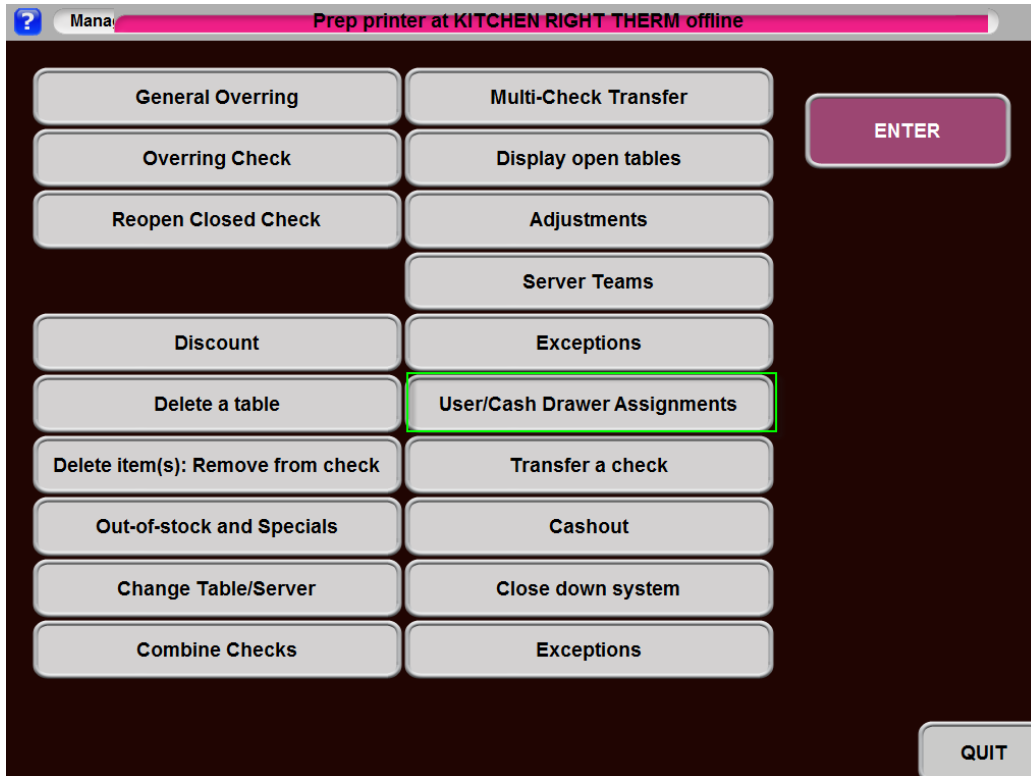 ?
Mana
Prep printer at KITCHEN RIGHT THERM offline
General Overring
Multi-Check Transfer
ENTER
Overring Check
Display open tables
Reopen Closed Check
Adjustments
Server Teams
Discount
Exceptions
Delete a table
User/Cash Drawer Assignments
Delete item(s): Remove from check
Transfer a check
Out-of-stock and Specials
Cashout
Change Table/Server
Close down system
Combine Checks
Exceptions
QUIT